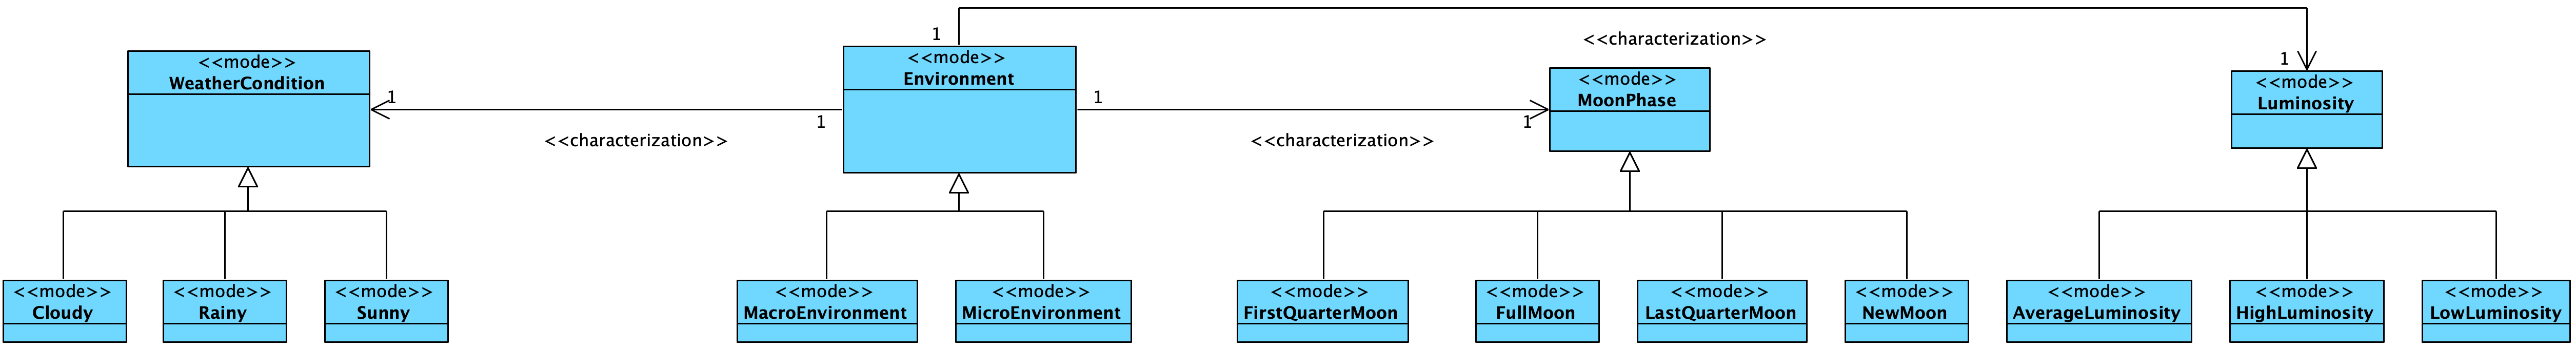 1
<<characterization>>
1
<<mode>>
WeatherCondition
<<mode>>
Environment
<<mode>>
MoonPhase
<<mode>>
Luminosity
1
1
<<characterization>>
1
1
<<characterization>>
<<mode>>
Cloudy
<<mode>>
Rainy
<<mode>>
Sunny
<<mode>>
MacroEnvironment
<<mode>>
MicroEnvironment
<<mode>>
FirstQuarterMoon
<<mode>>
FullMoon
<<mode>>
LastQuarterMoon
<<mode>>
NewMoon
<<mode>>
AverageLuminosity
<<mode>>
HighLuminosity
<<mode>>
LowLuminosity